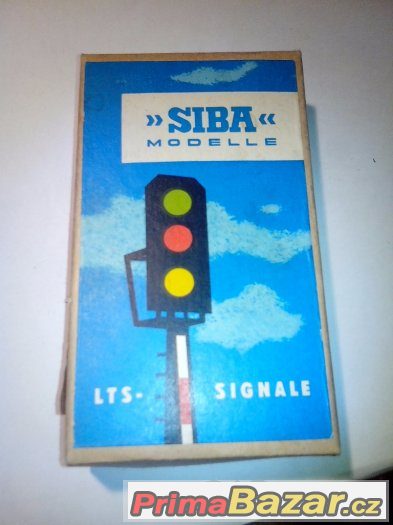 »SIBA«
MODELLE
LTS- SIGNALE
PrimaBazar.cz